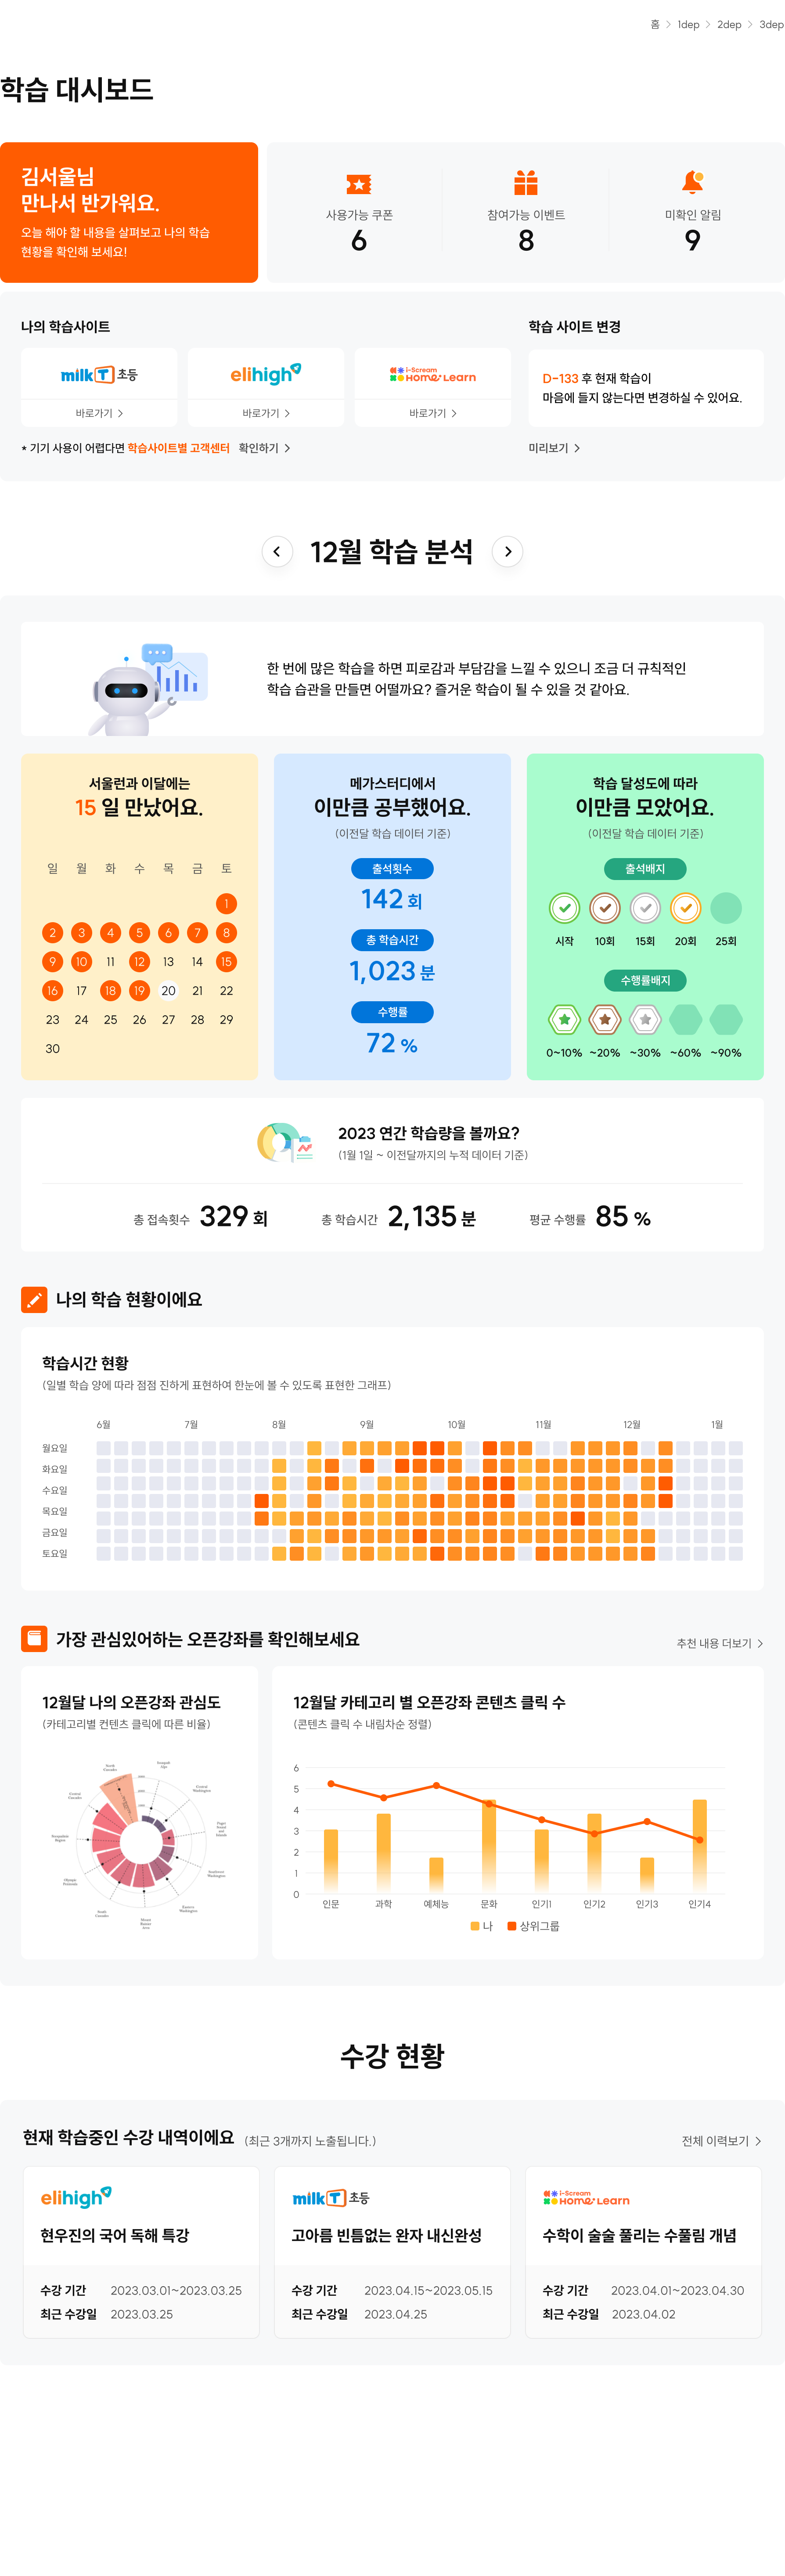 홈 > 1dep > 2dep > 3dep
학습 대시보드
김서울님
만나서 반가워요.
오늘 해야 할 내용을 살펴보고 나의 학습
현황을 확인해 보세요!
사용가능 쿠폰
6
참여가능 이벤트
8
미확인 알림
9
나의 학습사이트
milk T 초등
바로가기 >
elihigh
바로가기 >
i-Scream
HOME Learn
바로가기 >
* 기기 사용이 어렵다면 학습사이트별 고객센터 확인하기 >
학습 사이트 변경
D-133 후 현재 학습이
마음에 들지 않는다면 변경하실 수 있어요.
미리보기 >
12월 학습 분석
한 번에 많은 학습을 하면 피로감과 부담감을 느낄 수 있으니 조금 더 규칙적인
학습 습관을 만들면 어떨까요? 즐거운 학습이 될 수 있을 것 같아요.
서울런과 이달에는
15 일 만났어요.
일 월 화 수 목 금 토
1
2 3 4 5 6 7 8
9 10 11 12 13 14 15
16 17 18 19 20 21 22
23 24 25 26 27 28 29
30
메가스터디에서
이만큼 공부했어요.
(이전달 학습 데이터 기준)
출석횟수
142 회
총 학습시간
1,023 분
수행률
72 %
학습 달성도에 따라
이만큼 모았어요.
(이전달 학습 데이터 기준)
출석배지
시작 10회 15회 20회 25회
수행률배지
0~10% ~20% ~30% ~60% ~90%
2023 연간 학습량을 볼까요?
(1월 1일 ~ 이전달까지의 누적 데이터 기준)
총 접속횟수 329 회
총 학습시간 2,135 분
평균 수행률 85 %
나의 학습 현황이에요
학습시간 현황
(일별 학습 양에 따라 점점 진하게 표현하여 한눈에 볼 수 있도록 표현한 그래프)
6월 7월 8월 9월 10월 11월 12월 1월
월요일
화요일
수요일
목요일
금요일
토요일
가장 관심있어하는 오픈강좌를 확인해보세요
추천 내용 더보기 >
12월달 나의 오픈강좌 관심도
(카테고리별 컨텐츠 클릭에 따른 비율)
12월달 카테고리 별 오픈강좌 콘텐츠 클릭 수
(콘텐츠 클릭 수 내림차순 정렬)
6
5
4
3
2
1
0
인문 과학 예체능 문화 인기1 인기2 인기3 인기4
나 상위그룹
수강 현황
현재 학습중인 수강 내역이에요 (최근 3개까지 노출됩니다.)
전체 이력보기 >
elihigh
현우진의 국어 독해 특강
수강 기간 2023.03.01~2023.03.25
최근 수강일 2023.03.25
milk T 초등
고아름 빈틈없는 완자 내신완성
수강 기간 2023.04.15~2023.05.15
최근 수강일 2023.04.25
i-Scream
HOME Learn
수학이 술술 풀리는 수풀림 개념
수강 기간 2023.04.01~2023.04.30
최근 수강일 2023.04.02